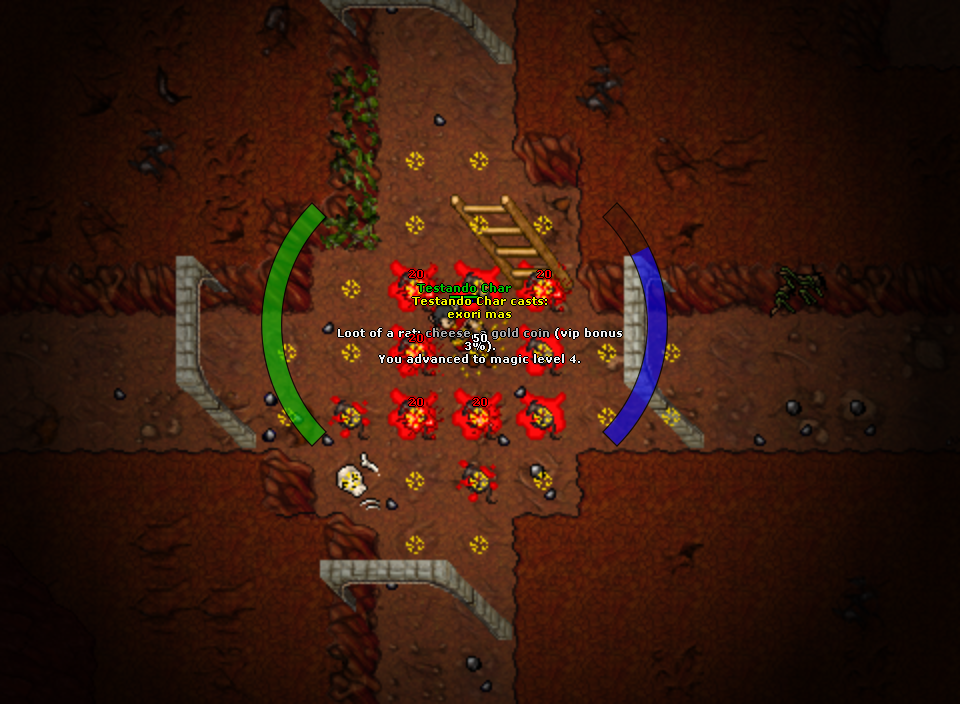 20
20
Testando Char
Testando Char casts:
exori mas
Loot of a rat: cheese, a gold coin (vip bonus
3%).
50
20
You advanced to magic level 4.
20
20